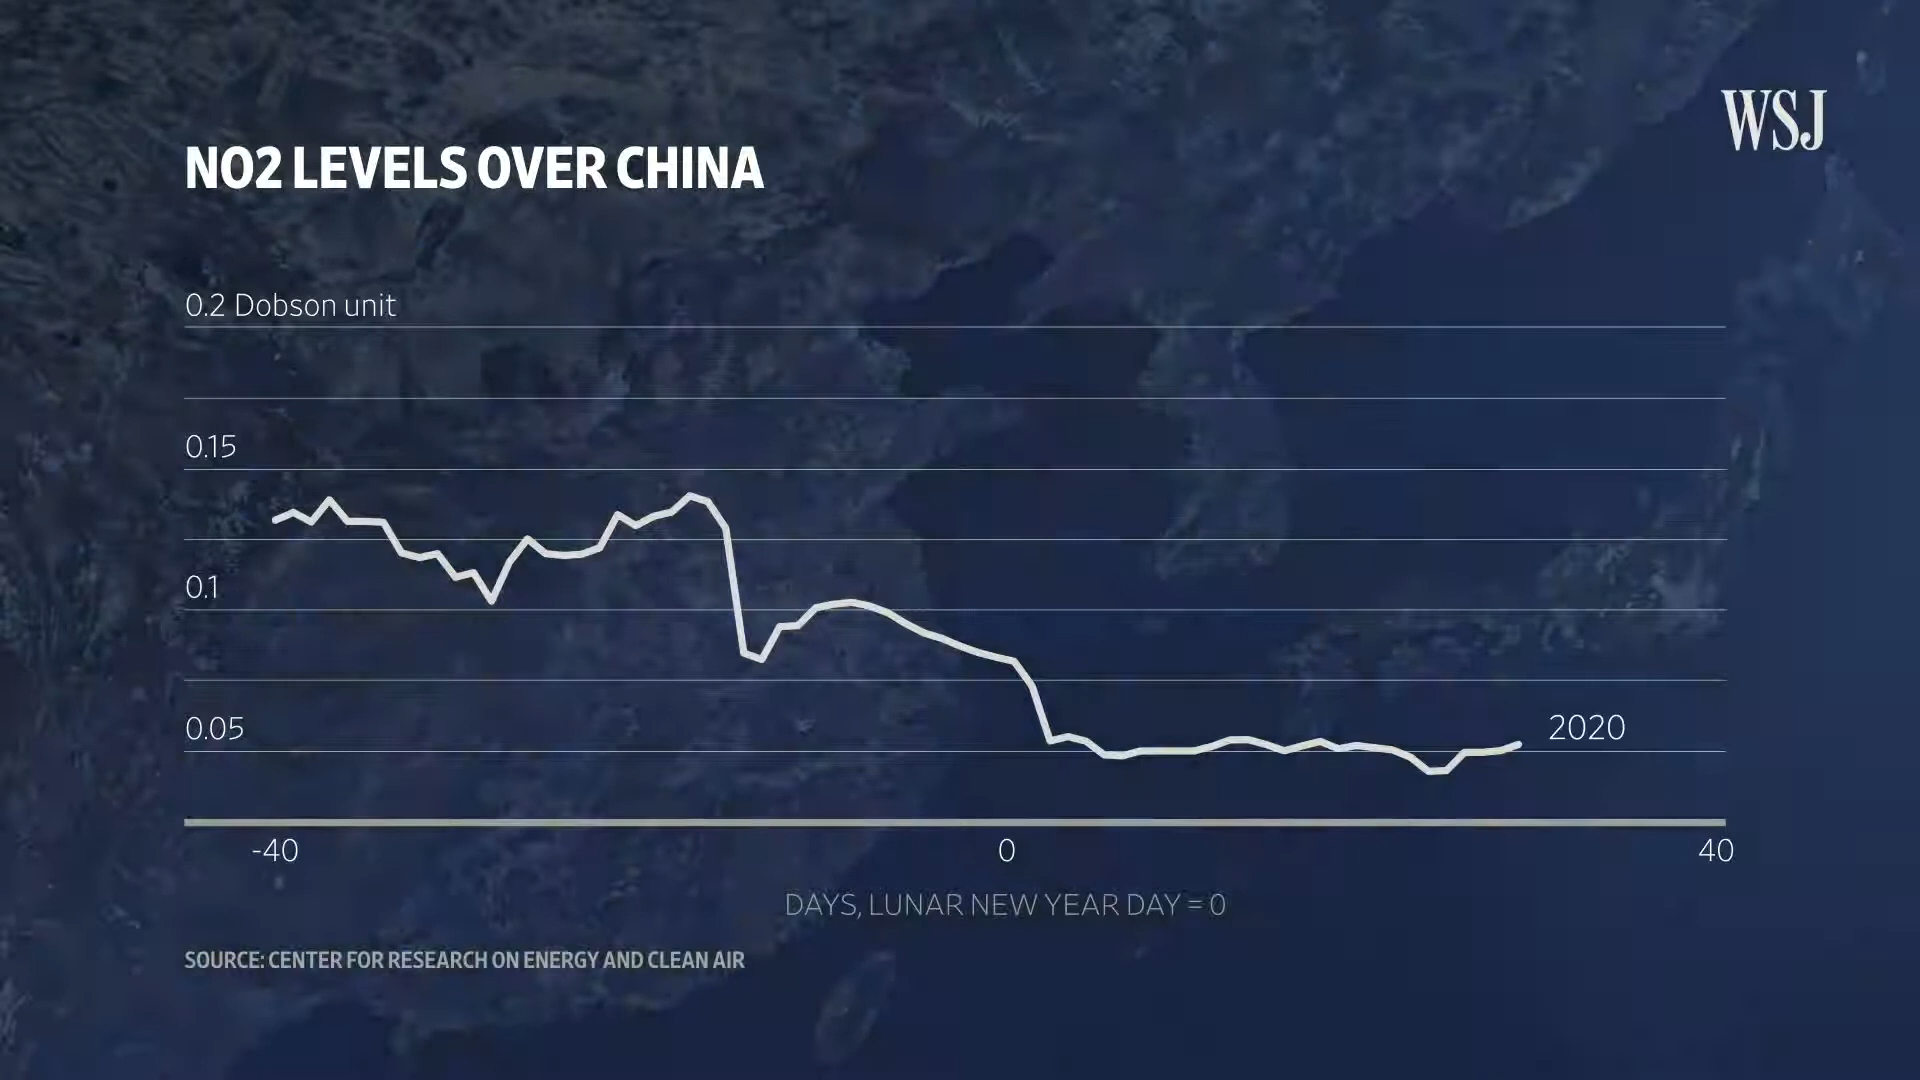 WSJ
NO2 LEVELS OVER CHINA
0.2 Dobson unit
0.15
0.1
0.05
2020
-40
0
40
DAYS, LUNAR NEW YEAR DAY = 0
SOURCE: CENTER FOR RESEARCH ON ENERGY AND CLEAN AIR